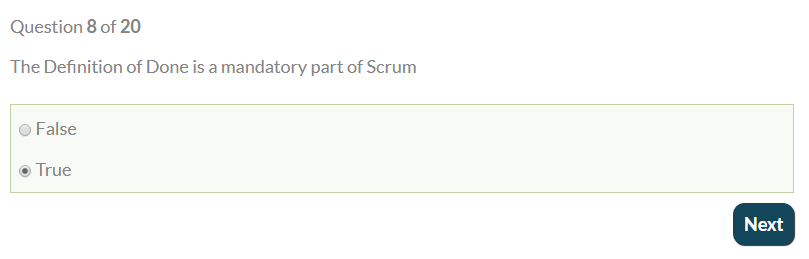 Question 8 of 20
The Definition of Done is a mandatory part of Scrum
False
True
Next